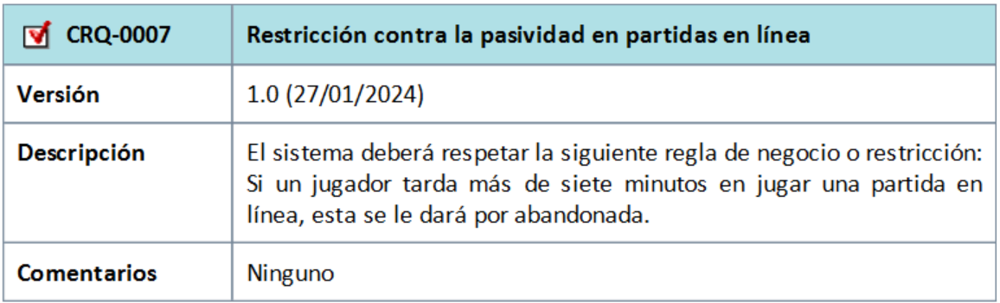 CRQ-0007 Restricción contra la pasividad en partidas en línea
Versión 1.0 (27/01/2024)
Descripción El sistema deberá respetar la siguiente regla de negocio o restricción:
Si un jugador tarda más de siete minutos en jugar una partida en
línea, esta se le dará por abandonada.
Comentarios Ninguno